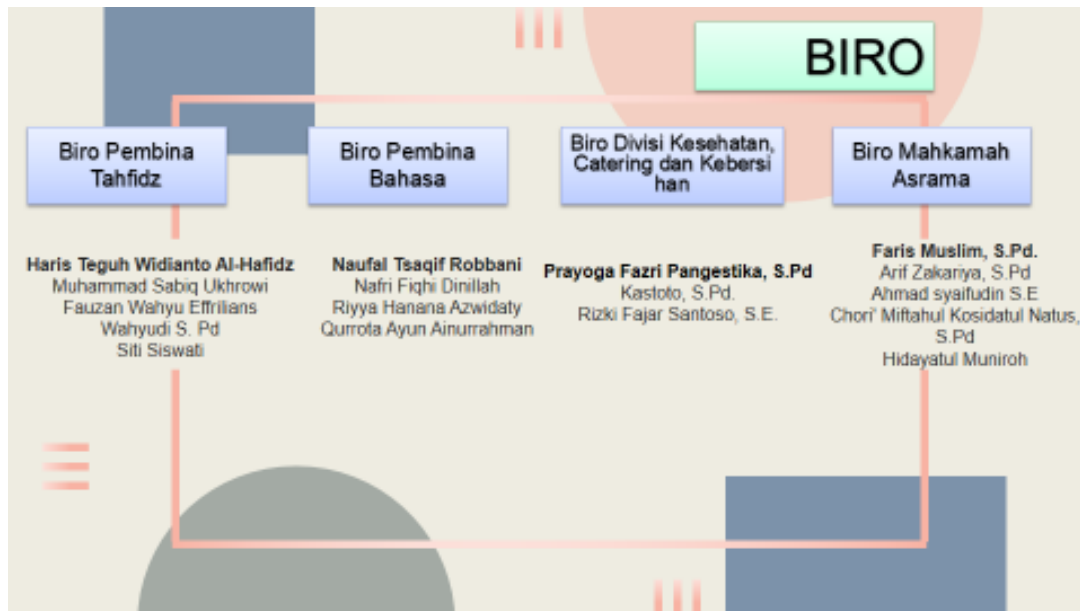 BIRO
Biro Pembina
Tahfidz
Haris Teguh Widianto Al-Hafidz
Muhammad Sabiq Ukhrowi
Fauzan Wahyu Effrilians
Wahyudi S. Pd
Siti Siswati
Biro Pembina
Bahasa
Naufal Tsaqif Robbani
Nafri Fiqhi Dinillah
Riyya Hanana Azwidaty
Qurrota Ayun Ainurrahman
Biro Divisi Kesehatan,
Catering dan Kebersi
han
Prayoga Fazri Pangestika, S.Pd
Kastoto, S.Pd.
Rizki Fajar Santoso, S.E.
Biro Mahkamah
Asrama
Faris Muslim, S.Pd.
Arif Zakariya, S.Pd
Ahmad syaifudin S.E
Chori' Miftahul Kosidatul Natus,
S.Pd
Hidayatul Muniroh